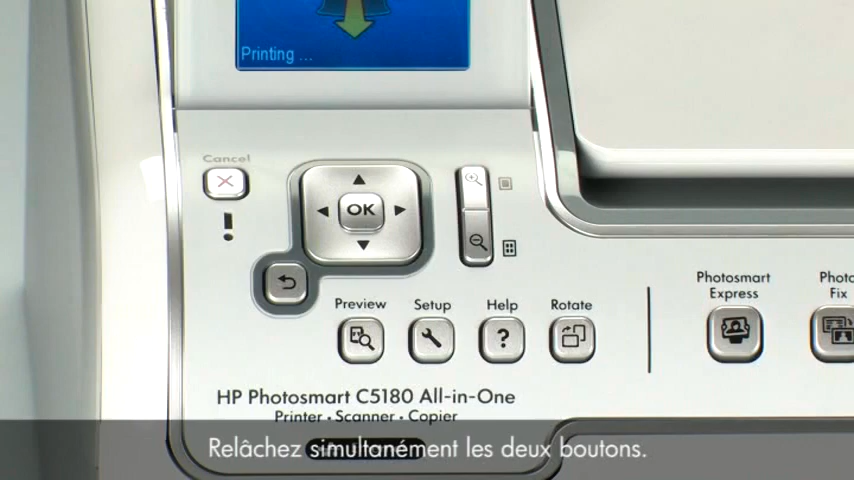 Printing ...
Cancel
OK
Preview
Setup
Help
Rotate
Photosmart
Express
Photo
Fix
HP Photosmart C5180 All-in-One
Printer • Scanner • Copier
Relâchez simultanément les deux boutons.